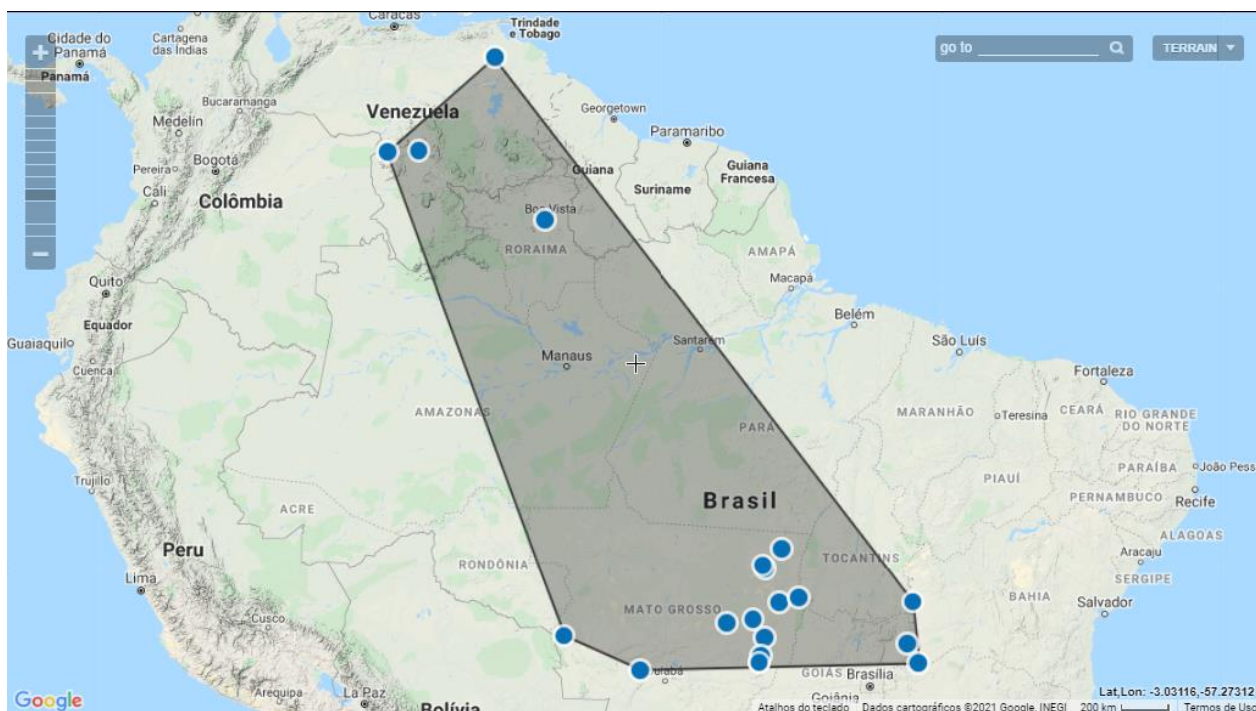 Caracas
Trindade
e Tobago
Cidade do
Panamá
Panamá
Cartagena
das Índias
go to
TERRAIN
Bucaramanga
Venezuela
Georgetown
Medelín
Paramaribo
Pereira
Bogotá
Guiana
Guiana
Francesa
Cali
Suriname
Colômbia
Boa Vista
RORAIMA
AMAPÁ
Quito
Macapá
Equador
Belém
Guaiaquil
Manaus
Santarém
São Luís
Cuenca
Fortaleza
AMAZONAS
MARANHÃO
Teresina
CEARÁ
RIO GRANDE
DO NORTE
PARÁ
Trujillo
PIAUÍ
PARAÍBA
João Pess
ACRE
Brasil
PERNAMBUCO
Recife
Peru
RONDÔNIA
TOCANTINS
ALAGOAS
Aracaju
Lima
SERGIPE
MATO GROSSO
BAHIA
Salvador
Cusco
GOIÁS
Brasília
Arequipa
La Paz
Goiânia
Bolívia
Lat,Lon: -3.03116,-57.27312
Google
Atalhos do teclado
Dados cartográficos ©2021 Google, INEGI
200 km
Termos de Uso